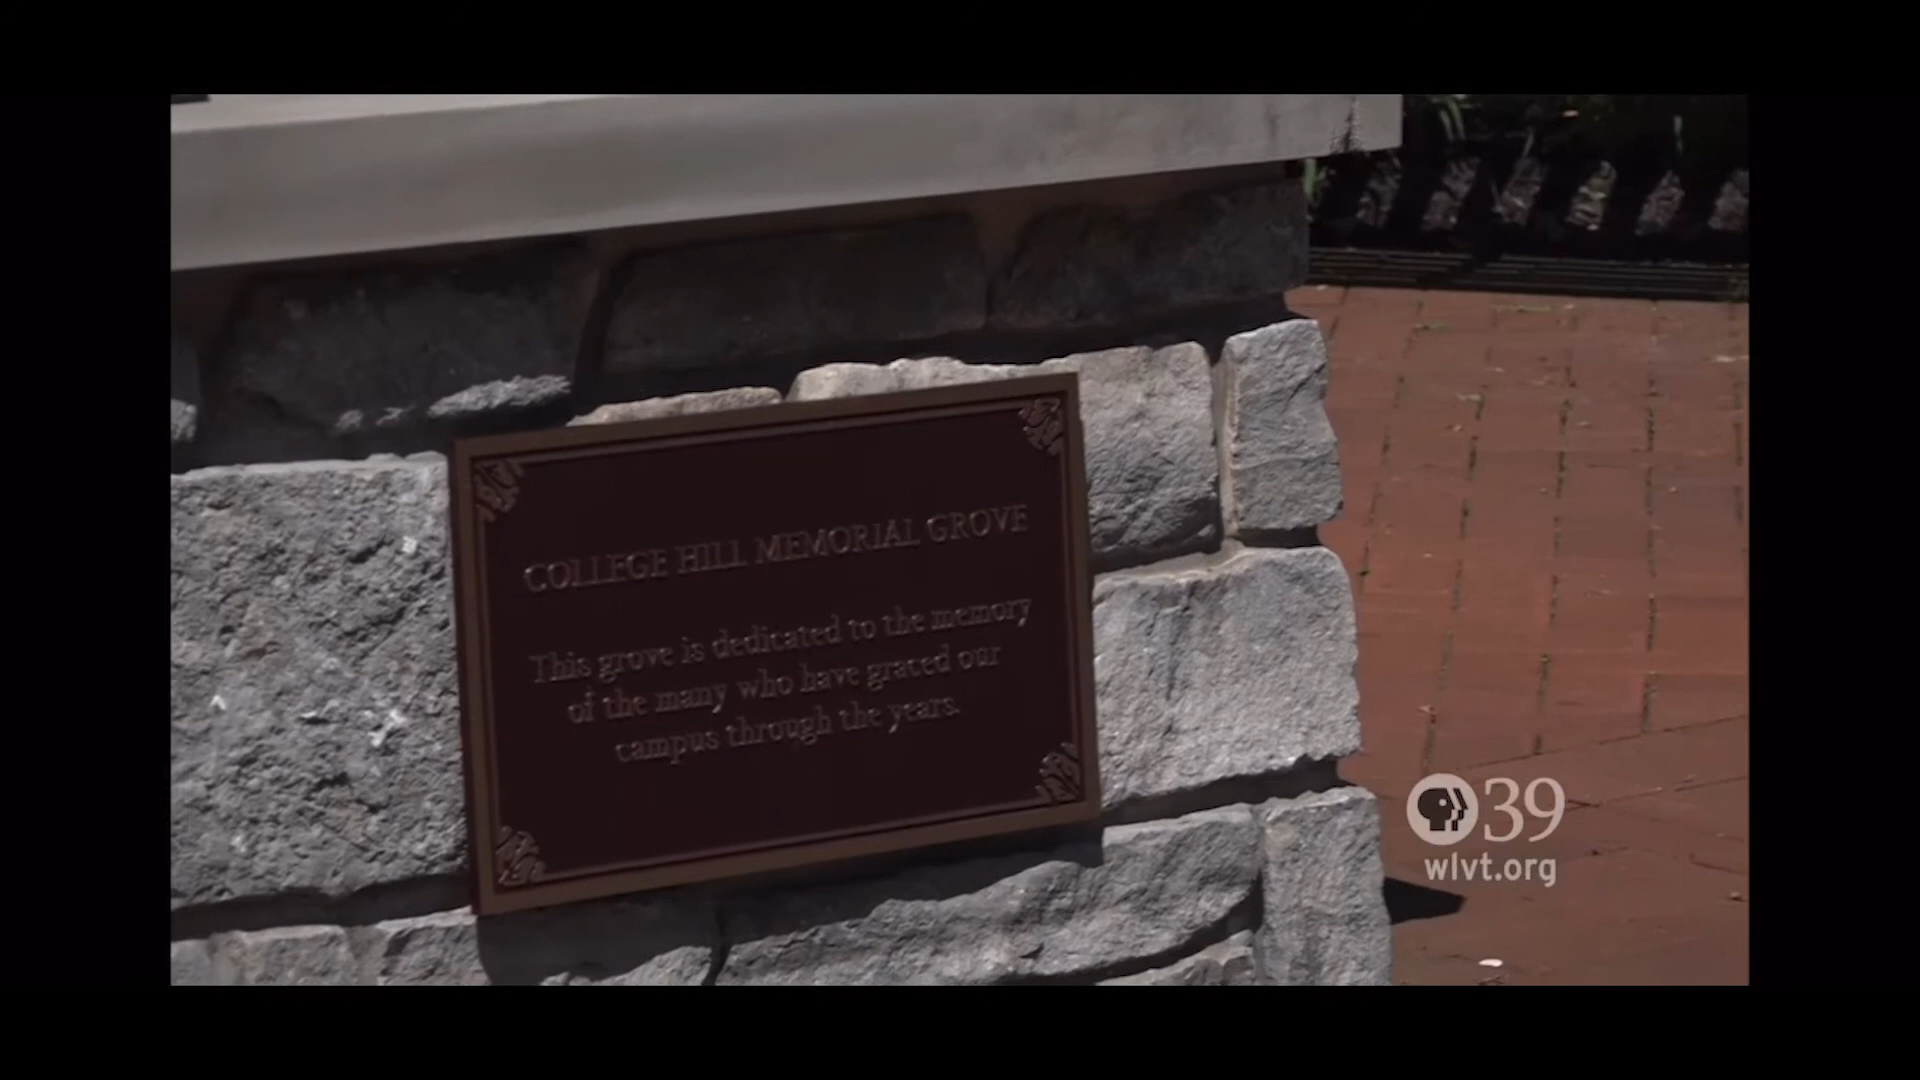 COLLEGE HILL MEMORIAL GROVE
This grove is dedicated to the memory
of the many who have graced our
campus through the years.
39
wlvt.org